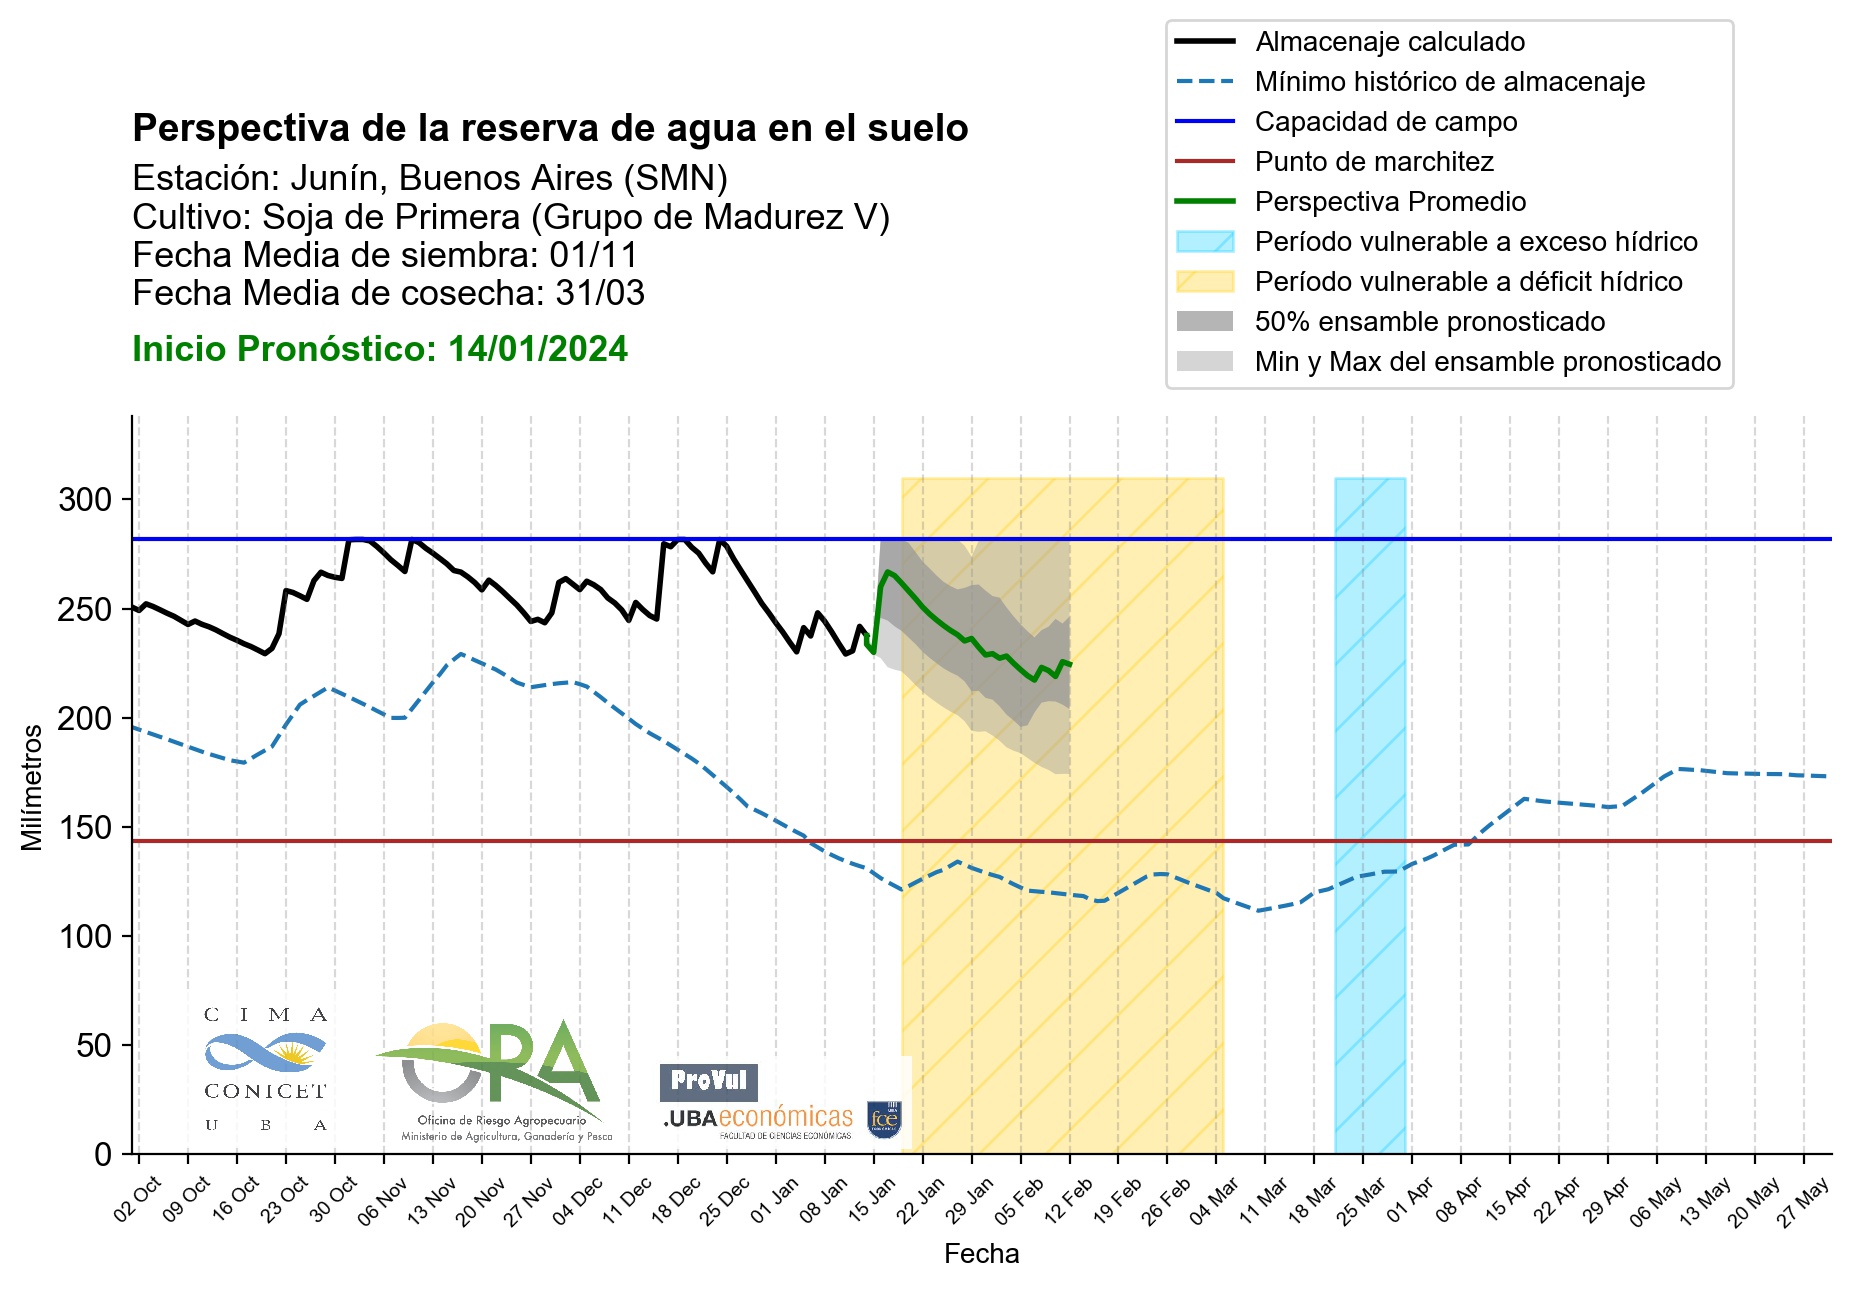 Almacenaje calculado
Mínimo histórico de almacenaje
Capacidad de campo
Punto de marchitez
Perspectiva Promedio
Período vulnerable a exceso hídrico
Período vulnerable a déficit hídrico
50% ensamble pronosticado
Min y Max del ensamble pronosticado
Perspectiva de la reserva de agua en el suelo
Estación: Junín, Buenos Aires (SMN)
Cultivo: Soja de Primera (Grupo de Madurez V)
Fecha Media de siembra: 01/11
Fecha Media de cosecha: 31/03
Inicio Pronóstico: 14/01/2024
Milímetros
300
250
200
150
100
50
0
CIMA
CONICET
UBA
ORA
Oficina de Riesgo Agropecuario
Ministerio de Agricultura, Ganadería y Pesca
ProVul
.UBAeconómicas
FACULTAD DE CIENCIAS ECONÓMICAS
UBA
fce
02 Oct
09 Oct
16 Oct
23 Oct
30 Oct
06 Nov
13 Nov
20 Nov
27 Nov
04 Dec
11 Dec
18 Dec
25 Dec
01 Jan
08 Jan
15 Jan
22 Jan
29 Jan
05 Feb
12 Feb
19 Feb
26 Feb
04 Mar
11 Mar
18 Mar
25 Mar
01 Apr
08 Apr
15 Apr
22 Apr
29 Apr
06 May
13 May
20 May
27 May
Fecha